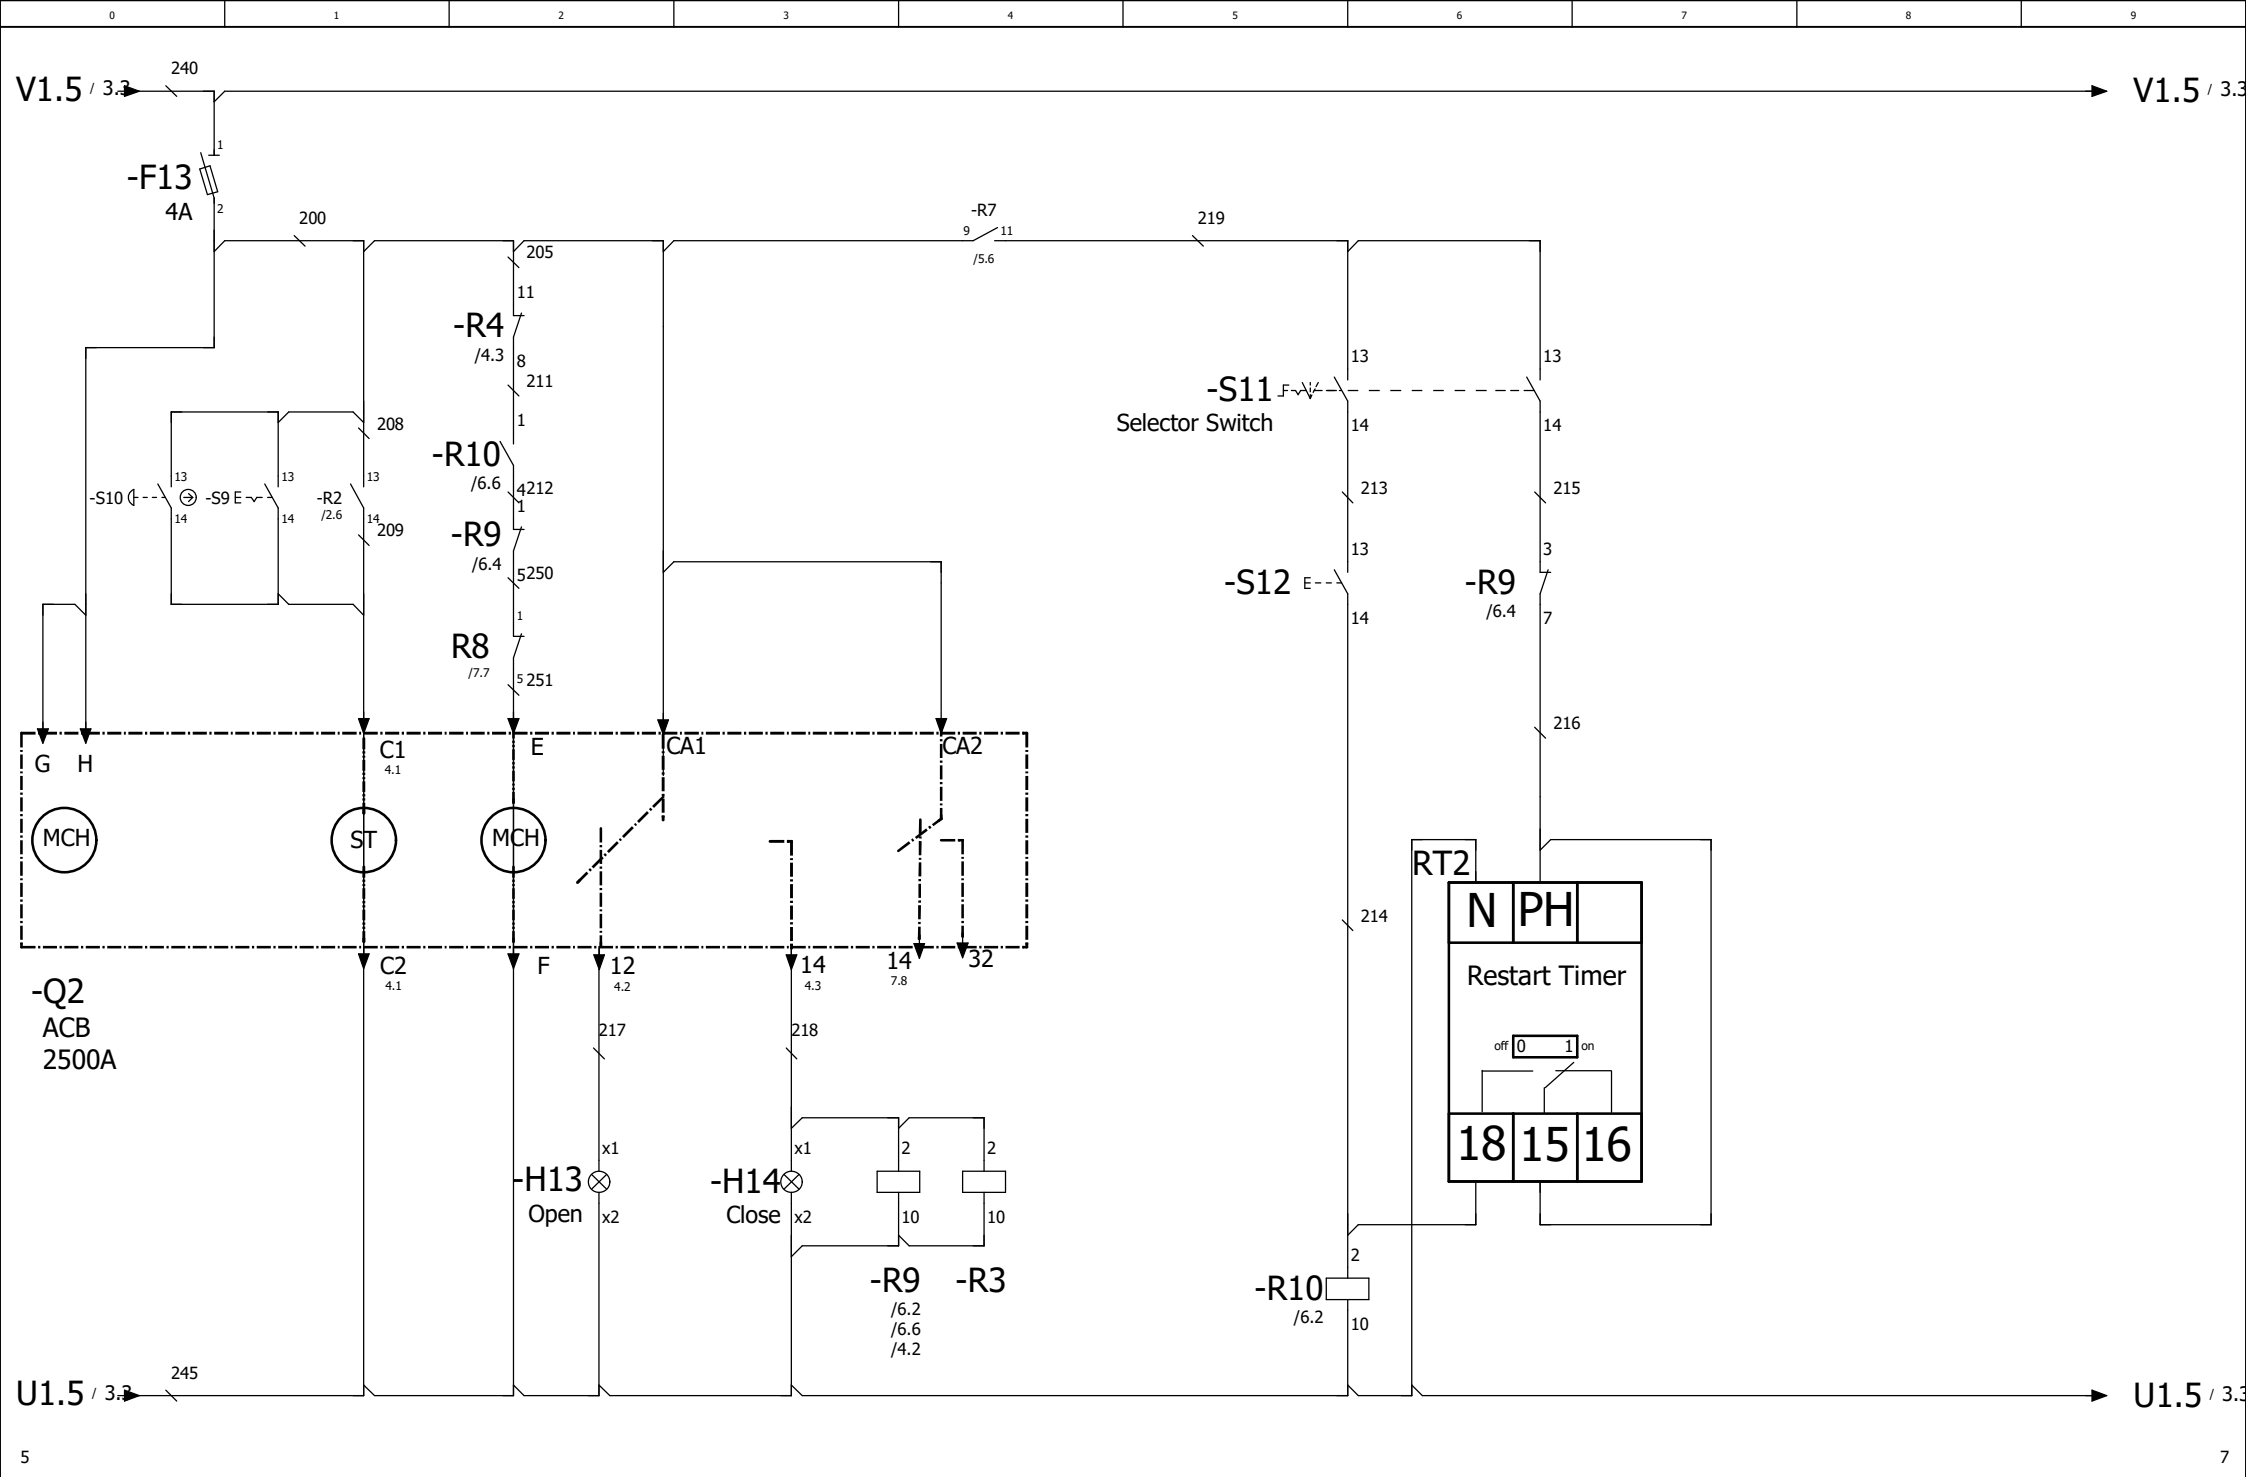 0 1 2 3 4 5 6 7 8 9
240
V1.5 / 3.3
V1.5 / 3.3
1
-F13
4A
2
200
205
-R7
9 11
/5.6
219
11
-R4
/4.3
8
211
1
-R10
/6.6
4
212
1
-R9
/6.4
5
250
1
R8
/7.7
5
251
208
-S10
13
14
-S9
13
14
-R2
/2.6
13
14
209
13
-S11
Selector Switch
14
13
14
213
215
13
-S12
14
3
-R9
/6.4
7
216
214
G H
C1
4.1
E
CA1
CA2
MCH
ST
MCH
C2
4.1
F
12
4.2
14
4.3
14
7.8
32
-Q2
ACB
2500A
217
218
RT2
N PH
Restart Timer
off 0 1 on
18 15 16
x1
-H13
Open
x2
x1
-H14
Close
x2
2
10
-R9
/6.2
/6.6
/4.2
2
10
-R3
2
-R10
/6.2
10
245
U1.5 / 3.3
U1.5 / 3.3
5
7